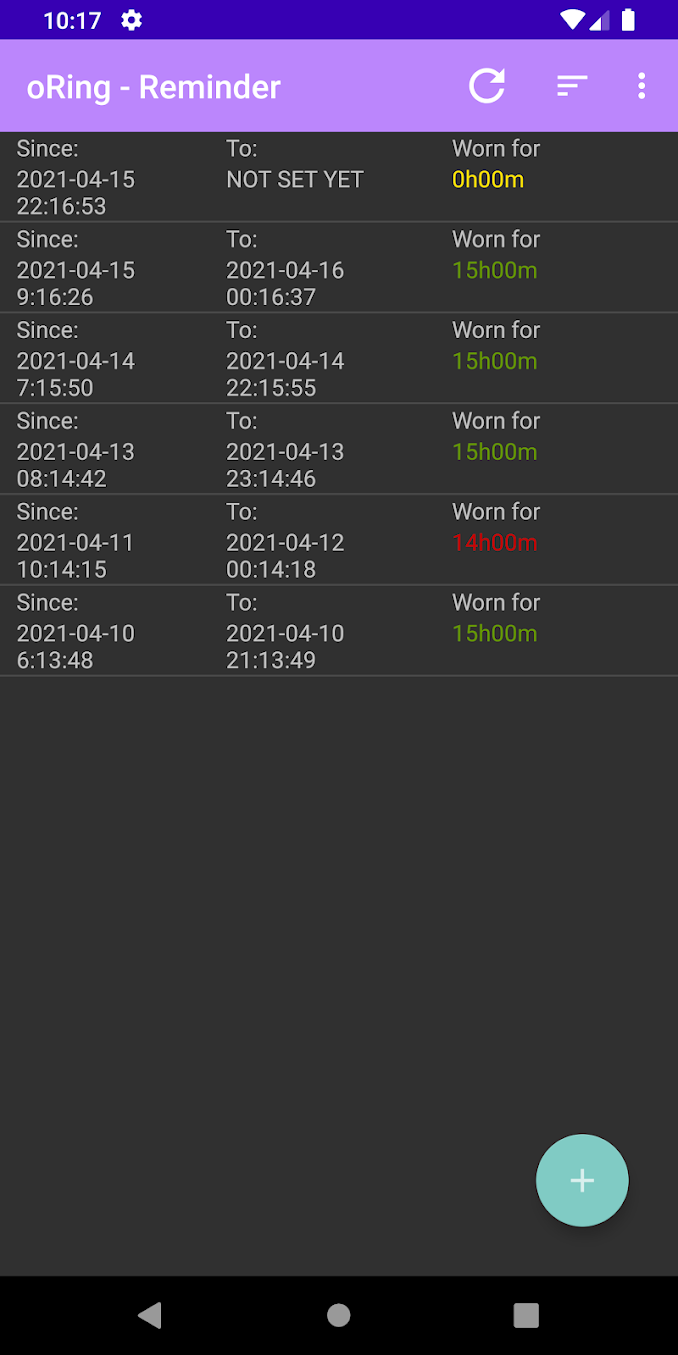 10:17
oRing - Reminder
Since: To: Worn for
2021-04-15 NOT SET YET 0h00m
22:16:53
Since: To: Worn for
2021-04-15 2021-04-16 15h00m
9:16:26 00:16:37
Since: To: Worn for
2021-04-14 2021-04-14 15h00m
7:15:50 22:15:55
Since: To: Worn for
2021-04-13 2021-04-13 15h00m
08:14:42 23:14:46
Since: To: Worn for
2021-04-11 2021-04-12 14h00m
10:14:15 00:14:18
Since: To: Worn for
2021-04-10 2021-04-10 15h00m
6:13:48 21:13:49